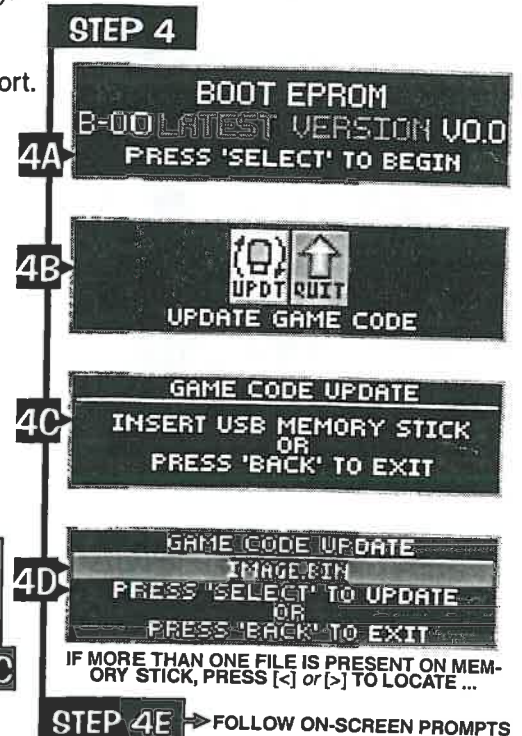 STEP 4
ort.
BOOT EPROM
B-00 LATEST VERSION V0.0
4A PRESS 'SELECT' TO BEGIN
4B
UPDT QUIT
UPDATE GAME CODE
GAME CODE UPDATE
4C INSERT USB MEMORY STICK
OR
PRESS 'BACK' TO EXIT
GAME CODE UPDATE
4D IMAGE.BIN
PRESS 'SELECT' TO UPDATE
OR
PRESS 'BACK' TO EXIT
IF MORE THAN ONE FILE IS PRESENT ON MEM-
ORY STICK, PRESS [<] or [>] TO LOCATE ...
C
STEP 4E FOLLOW ON-SCREEN PROMPTS